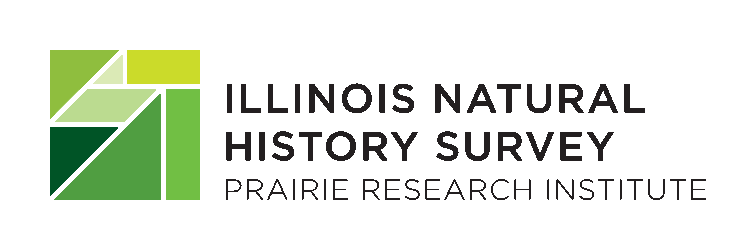 ILLINOIS NATURAL
HISTORY SURVEY
PRAIRIE RESEARCH INSTITUTE